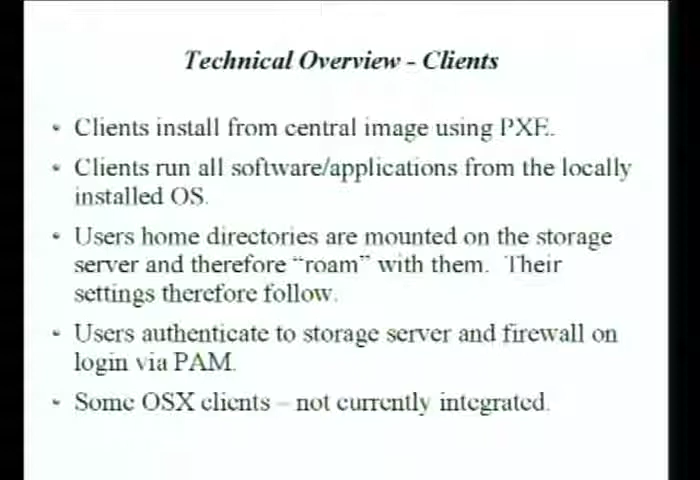 Technical Overview - Clients
• Clients install from central image using PXE.
• Clients run all software/applications from the locally
installed OS.
• Users home directories are mounted on the storage
server and therefore “roam” with them.  Their
settings therefore follow.
• Users authenticate to storage server and firewall on
login via PAM.
• Some OSX clients – not currently integrated.